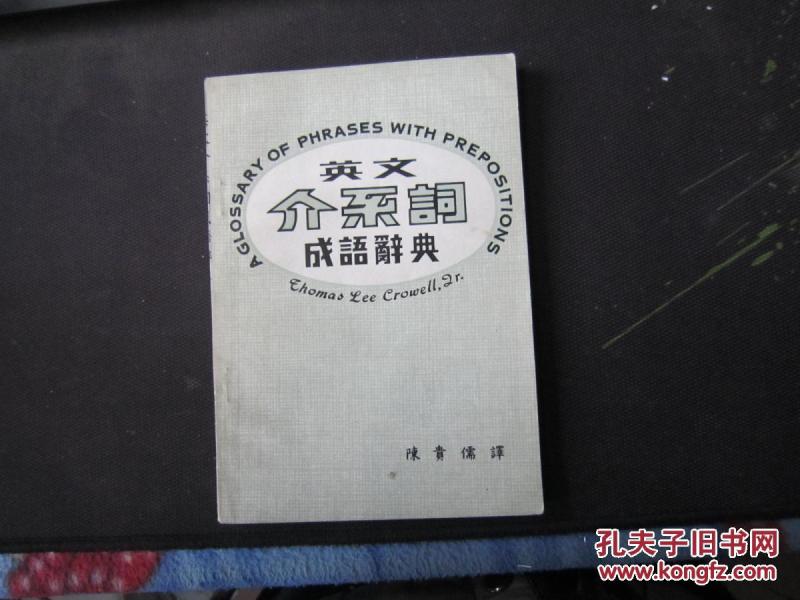 A GLOSSARY OF PHRASES WITH PREPOSITIONS
英文
介系詞
成語辭典
Thomas Lee Crowell, Jr.
陳貴儒譯
孔夫子旧书网
www.kongfz.com